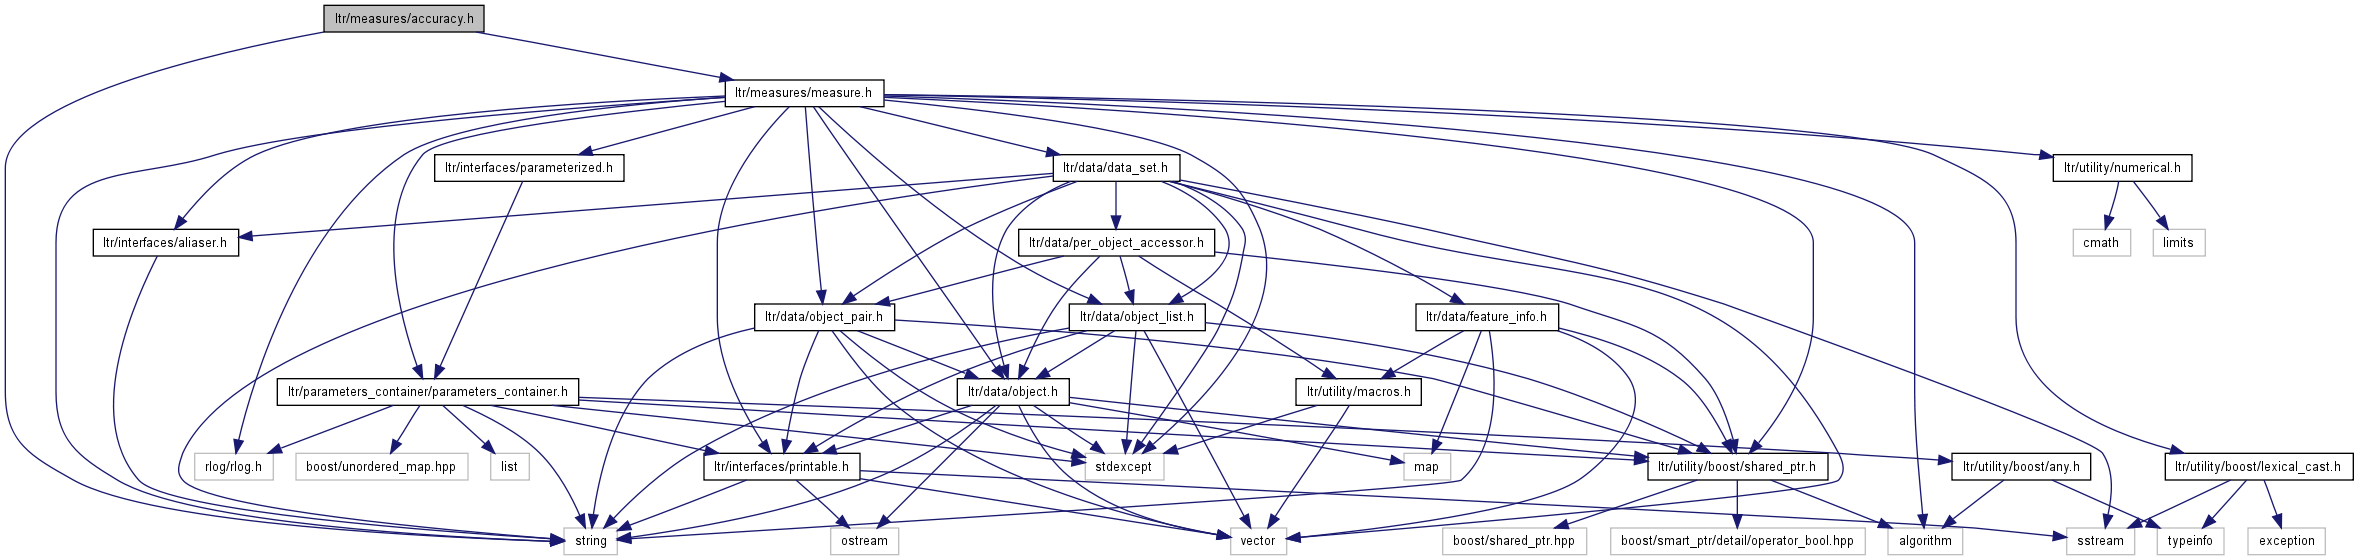 ltr/measures/accuracy.h
ltr/measures/measure.h
ltr/interfaces/parameterized.h
ltr/data/data_set.h
ltr/utility/numerical.h
ltr/interfaces/aliaser.h
ltr/data/per_object_accessor.h
cmath
limits
ltr/data/object_pair.h
ltr/data/object_list.h
ltr/data/feature_info.h
ltr/parameters_container/parameters_container.h
ltr/data/object.h
ltr/utility/macros.h
rlog/rlog.h
boost/unordered_map.hpp
list
ltr/interfaces/printable.h
stdexcept
map
ltr/utility/boost/shared_ptr.h
ltr/utility/boost/any.h
ltr/utility/boost/lexical_cast.h
string
ostream
vector
boost/shared_ptr.hpp
boost/smart_ptr/detail/operator_bool.hpp
algorithm
sstream
typeinfo
exception